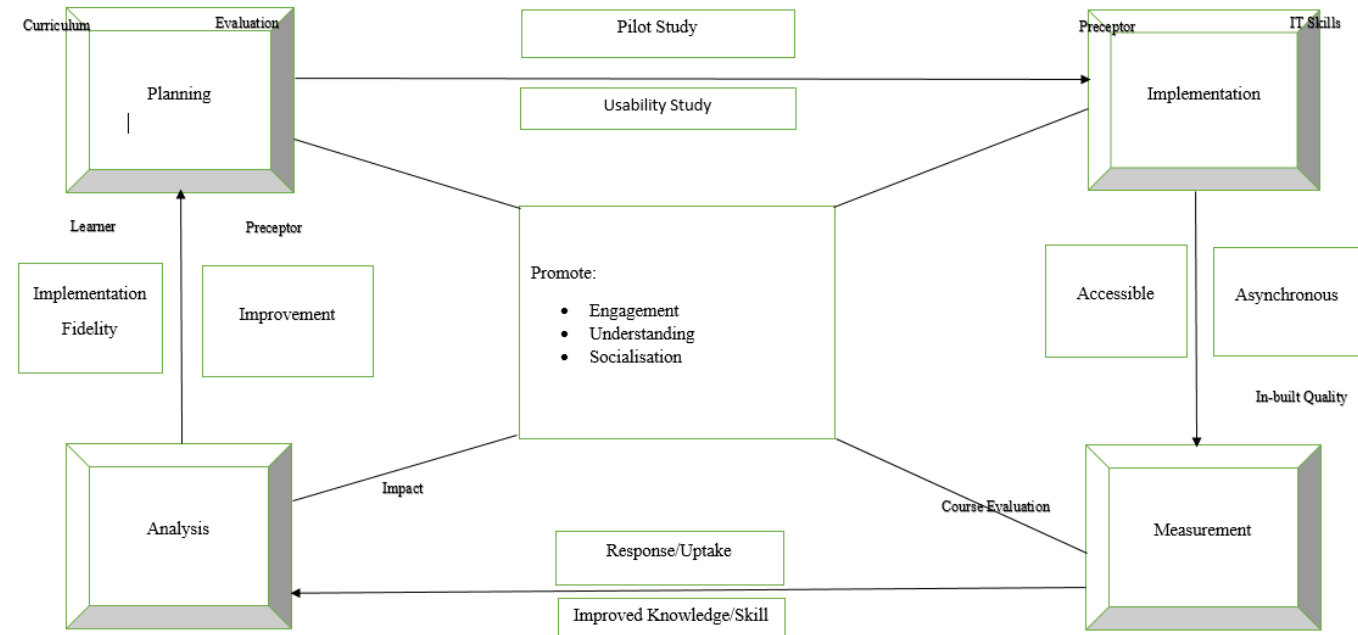 Curriculum
Evaluation
Pilot Study
Preceptor
IT Skills
Planning
Usability Study
Implementation
Learner
Preceptor
Implementation
Fidelity
Improvement
Promote:
• Engagement
• Understanding
• Socialisation
Accessible
Asynchronous
In-built Quality
Impact
Course Evaluation
Analysis
Response/Uptake
Measurement
Improved Knowledge/Skill